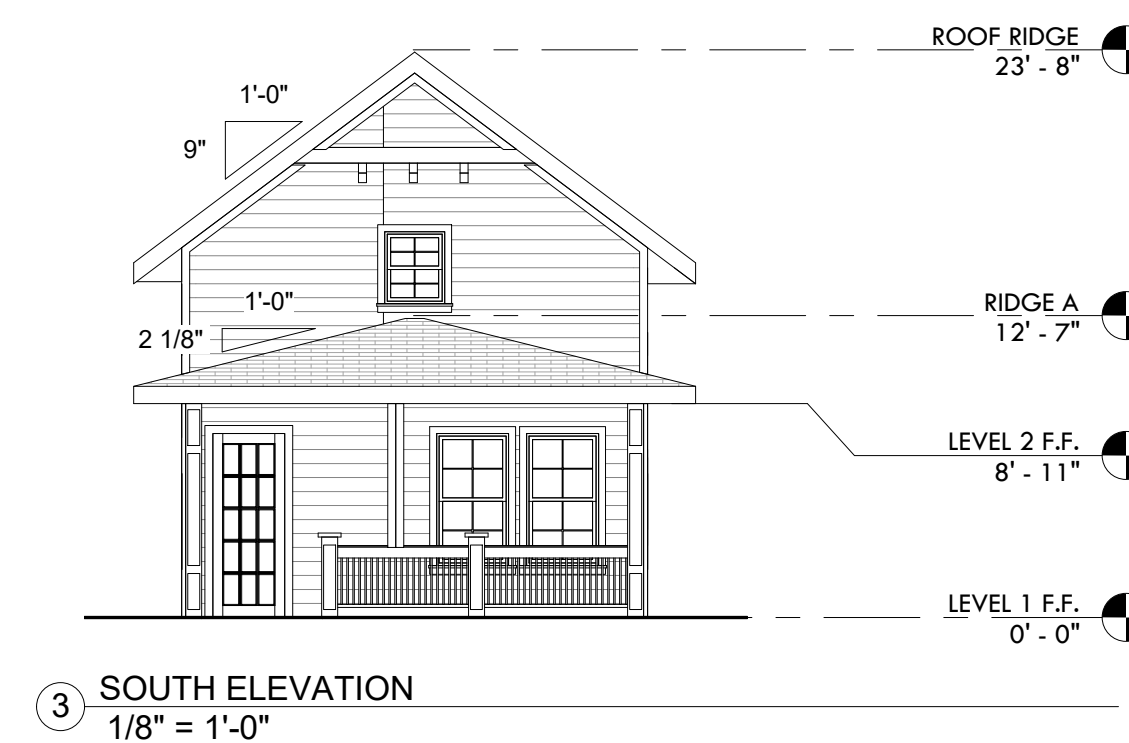 ROOF RIDGE
23' - 8"
1'-0"
9"
RIDGE A
12' - 7"
1'-0"
2 1/8"
LEVEL 2 F.F.
8' - 11"
LEVEL 1 F.F.
0' - 0"
3 SOUTH ELEVATION
1/8" = 1'-0"